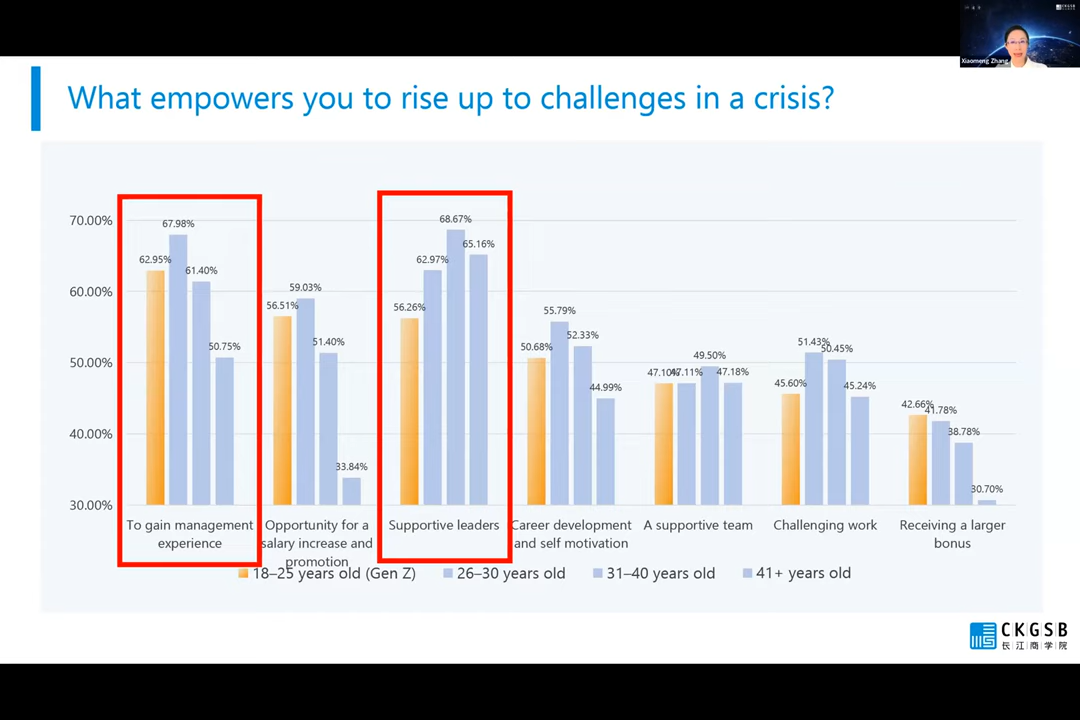 CKGSB
Xiaomeng Zhang
What empowers you to rise up to challenges in a crisis?
70.00%
60.00%
50.00%
40.00%
30.00%
62.95%
67.98%
61.40%
50.75%
56.51%
59.03%
51.40%
33.84%
56.26%
62.97%
68.67%
65.16%
50.68%
55.79%
52.33%
44.99%
47.10%
47.11%
49.50%
47.18%
45.60%
51.43%
50.45%
45.24%
42.66%
41.78%
38.78%
30.70%
To gain management
experience
Opportunity for a
salary increase and
promotion
Supportive leaders
Career development
and self motivation
A supportive team
Challenging work
Receiving a larger
bonus
18–25 years old (Gen Z)
26–30 years old
31–40 years old
41+ years old
CKGSB
长江商学院